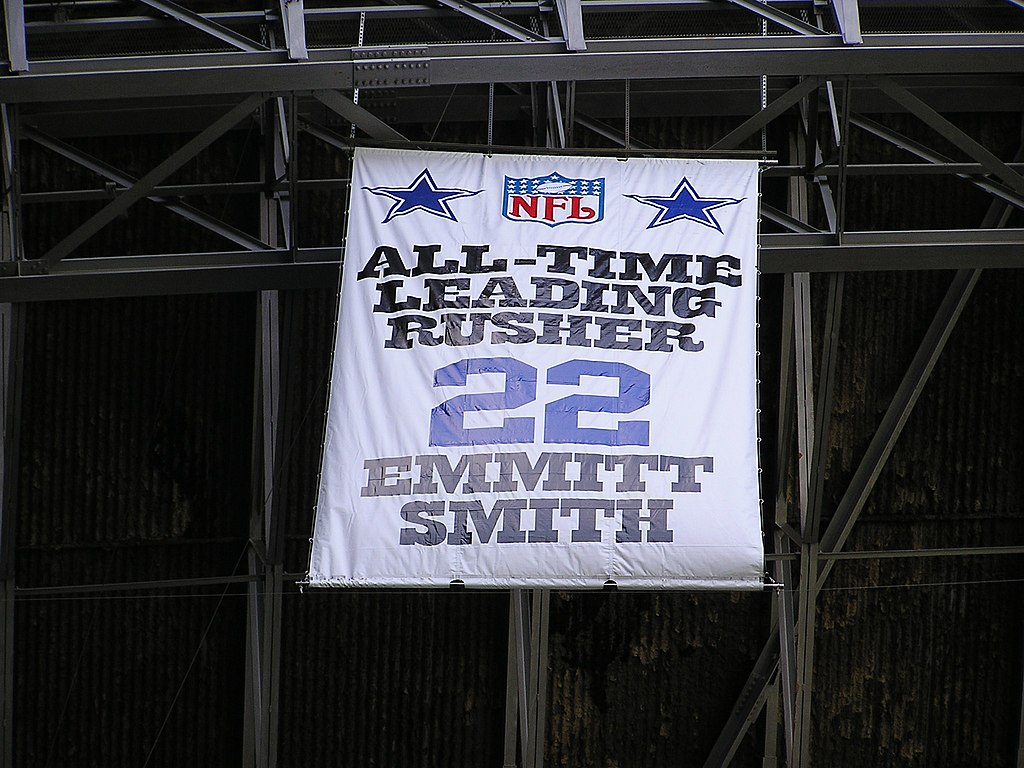 NFL
ALL-TIME
LEADING
RUSHER
22
EMMITT
SMITH